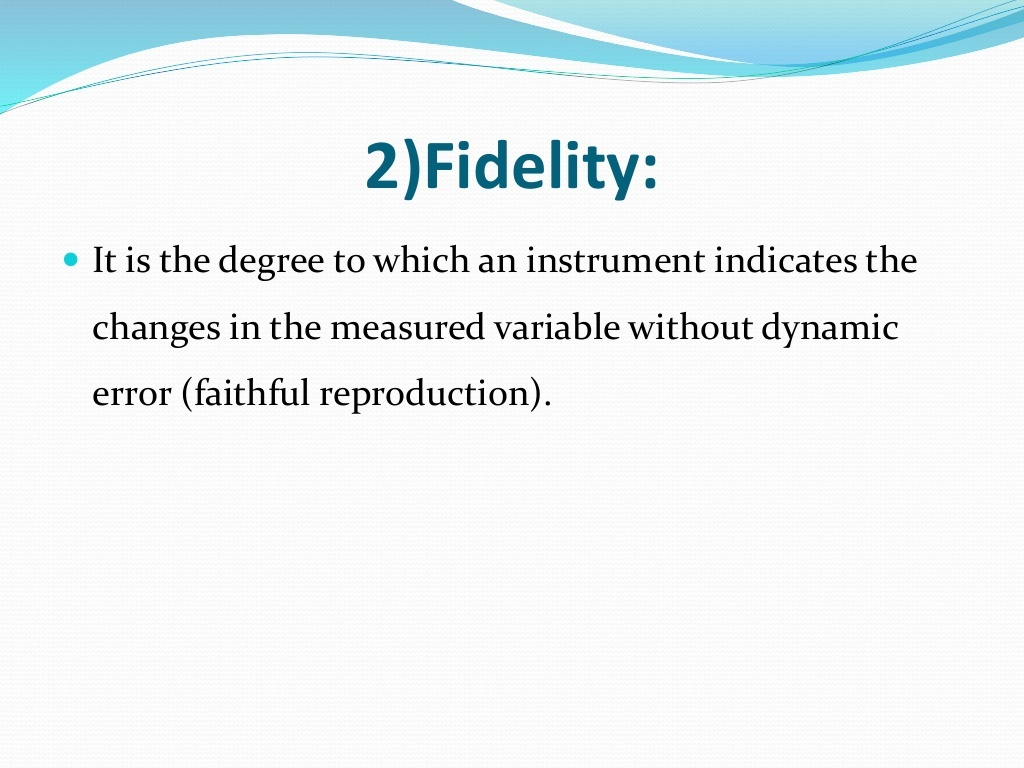 2)Fidelity:
• It is the degree to which an instrument indicates the
changes in the measured variable without dynamic
error (faithful reproduction).